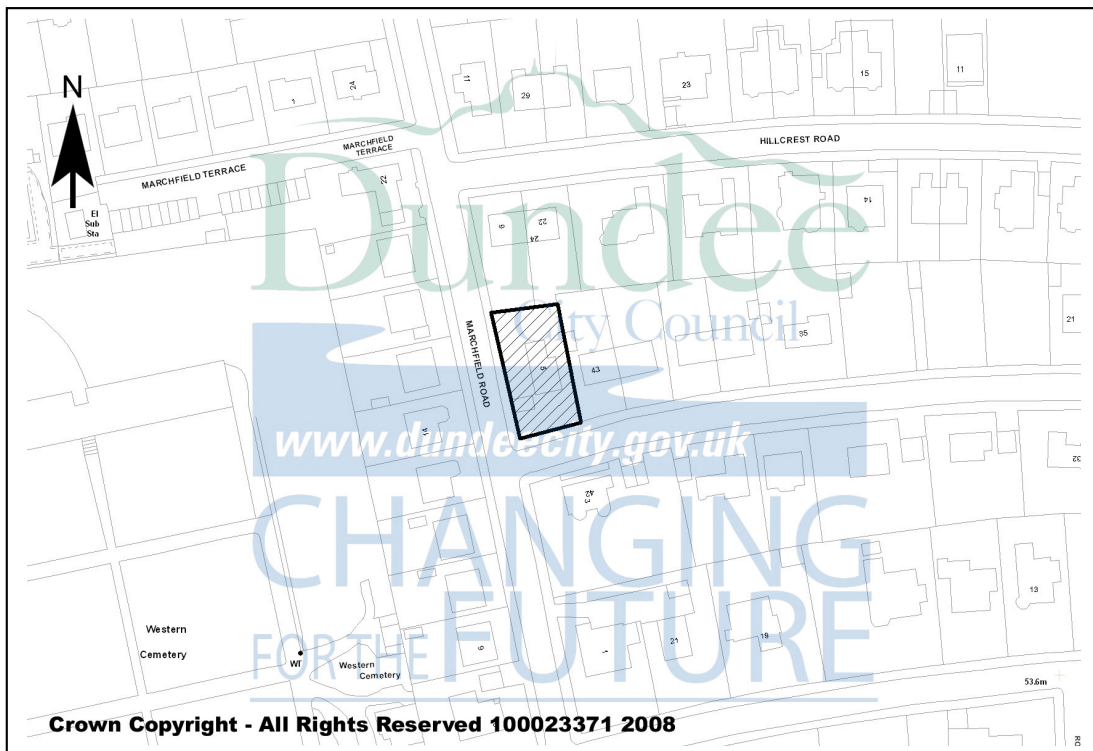 N
11
29
23
15
11
1
24
MARCHFIELD TERRACE
MARCHFIELD
TERRACE
HILLCREST ROAD
22
El
Sub
Sta
9
22
24
14
Dundee
City Council
MARCHFIELD ROAD
5
43
35
21
14
www.dundeecity.gov.uk
42
32
CHANGING
FOR THE FUTURE
Western
Cemetery
WT
Western
Cemetery
9
1
21
19
13
53.6m
Crown Copyright - All Rights Reserved 100023371 2008